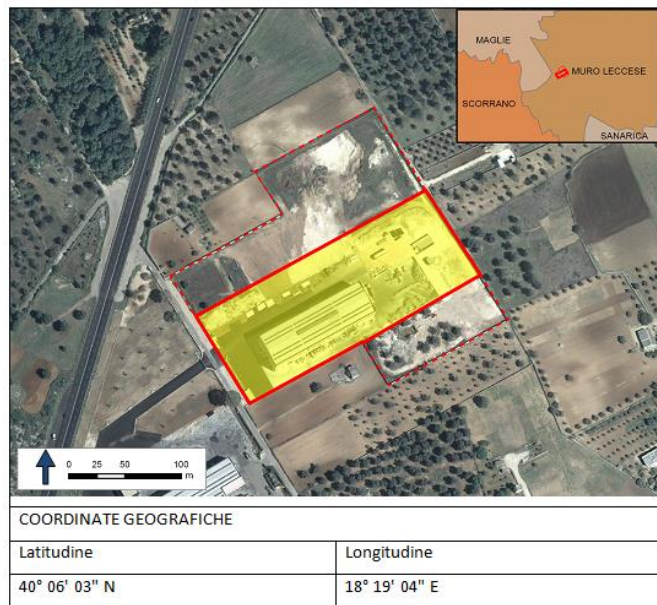 MAGLIE
MURO LECCESE
SCORRANO
SANARICA
0 25 50 100
m
COORDINATE GEOGRAFICHE
Latitudine Longitudine
40° 06' 03" N 18° 19' 04" E